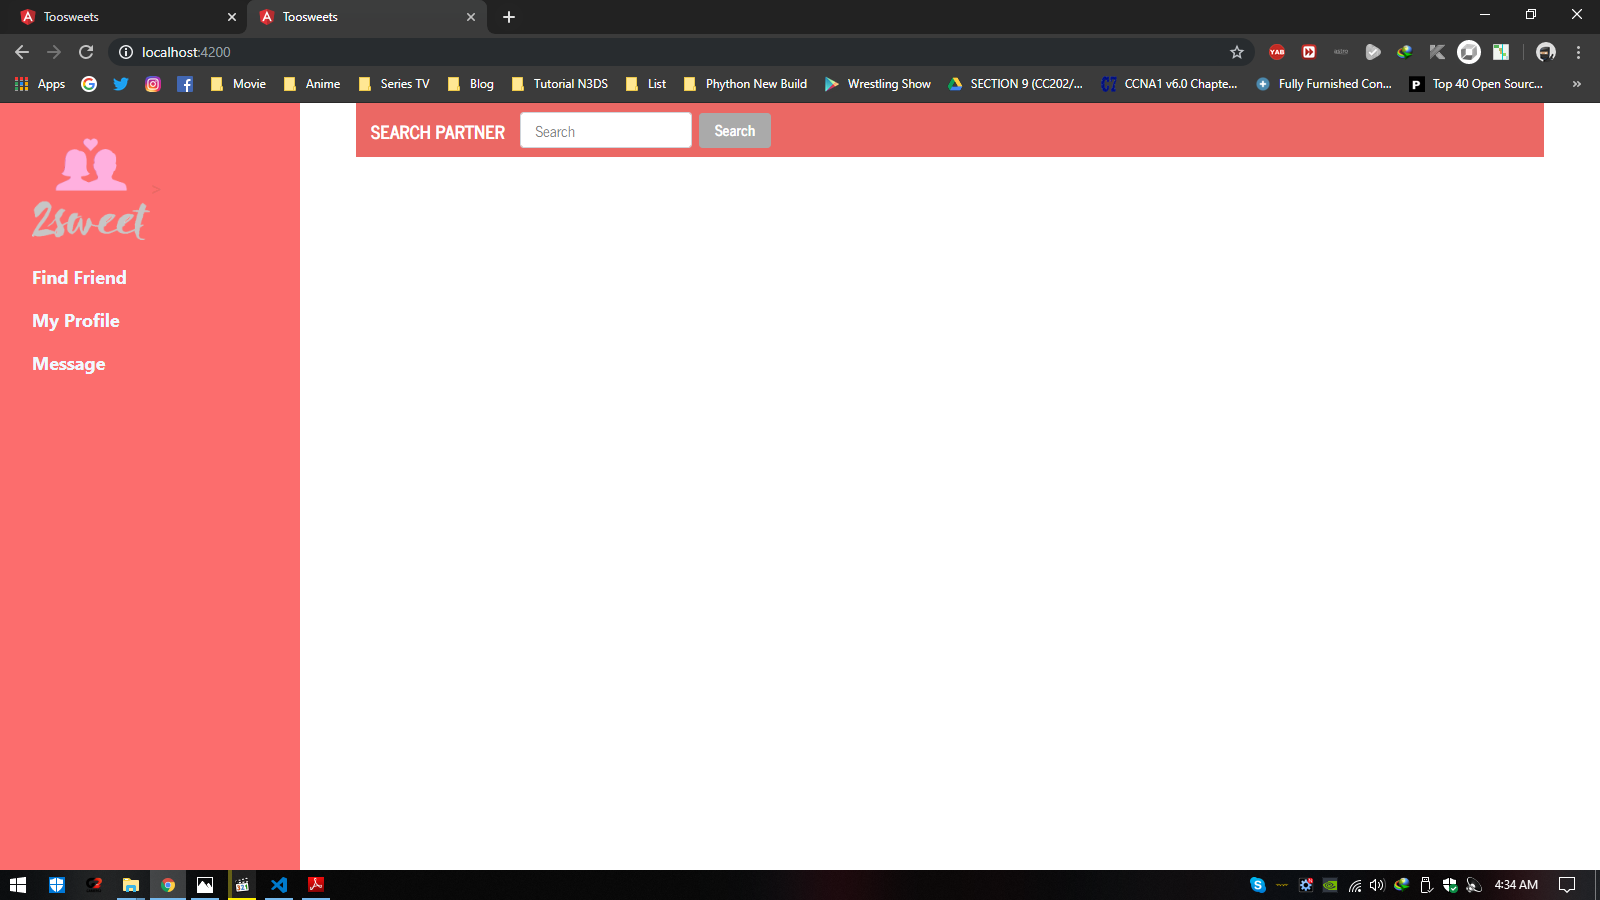 Toosweets
Toosweets
localhost:4200
Apps
Movie
Anime
Series TV
Blog
Tutorial N3DS
List
Phython New Build
Wrestling Show
SECTION 9 (CC202/...
CCNA1 v6.0 Chapte...
Fully Furnished Con...
Top 40 Open Sourc...
»
SEARCH PARTNER
Search
Search
>
2sweet
Find Friend
My Profile
Message
4:34 AM